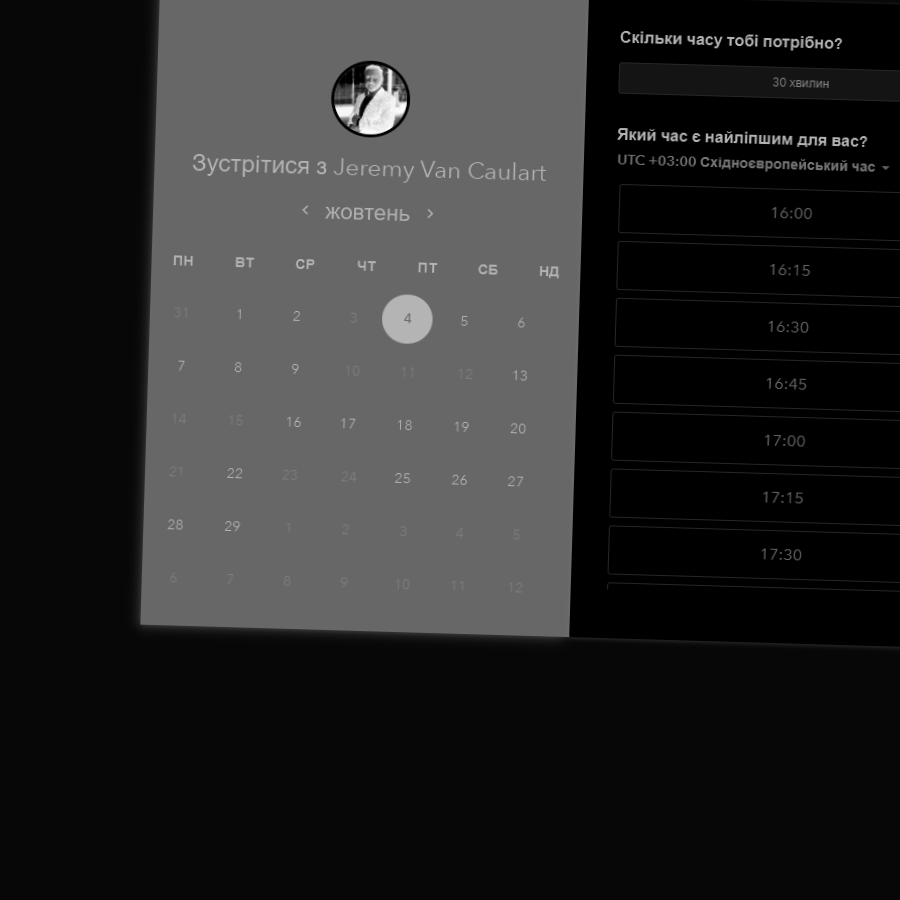 Зустрітися з Jeremy Van Caulart
жовтень
ПН ВТ СР ЧТ ПТ СБ НД
31 1 2 3 4 5 6
7 8 9 10 11 12 13
14 15 16 17 18 19 20
21 22 23 24 25 26 27
28 29 1 2 3 4 5
6 7 8 9 10 11 12
Скільки часу тобі потрібно?
30 хвилин
Який час є найліпшим для вас?
UTC +03:00 Східноєвропейський час
16:00
16:15
16:30
16:45
17:00
17:15
17:30